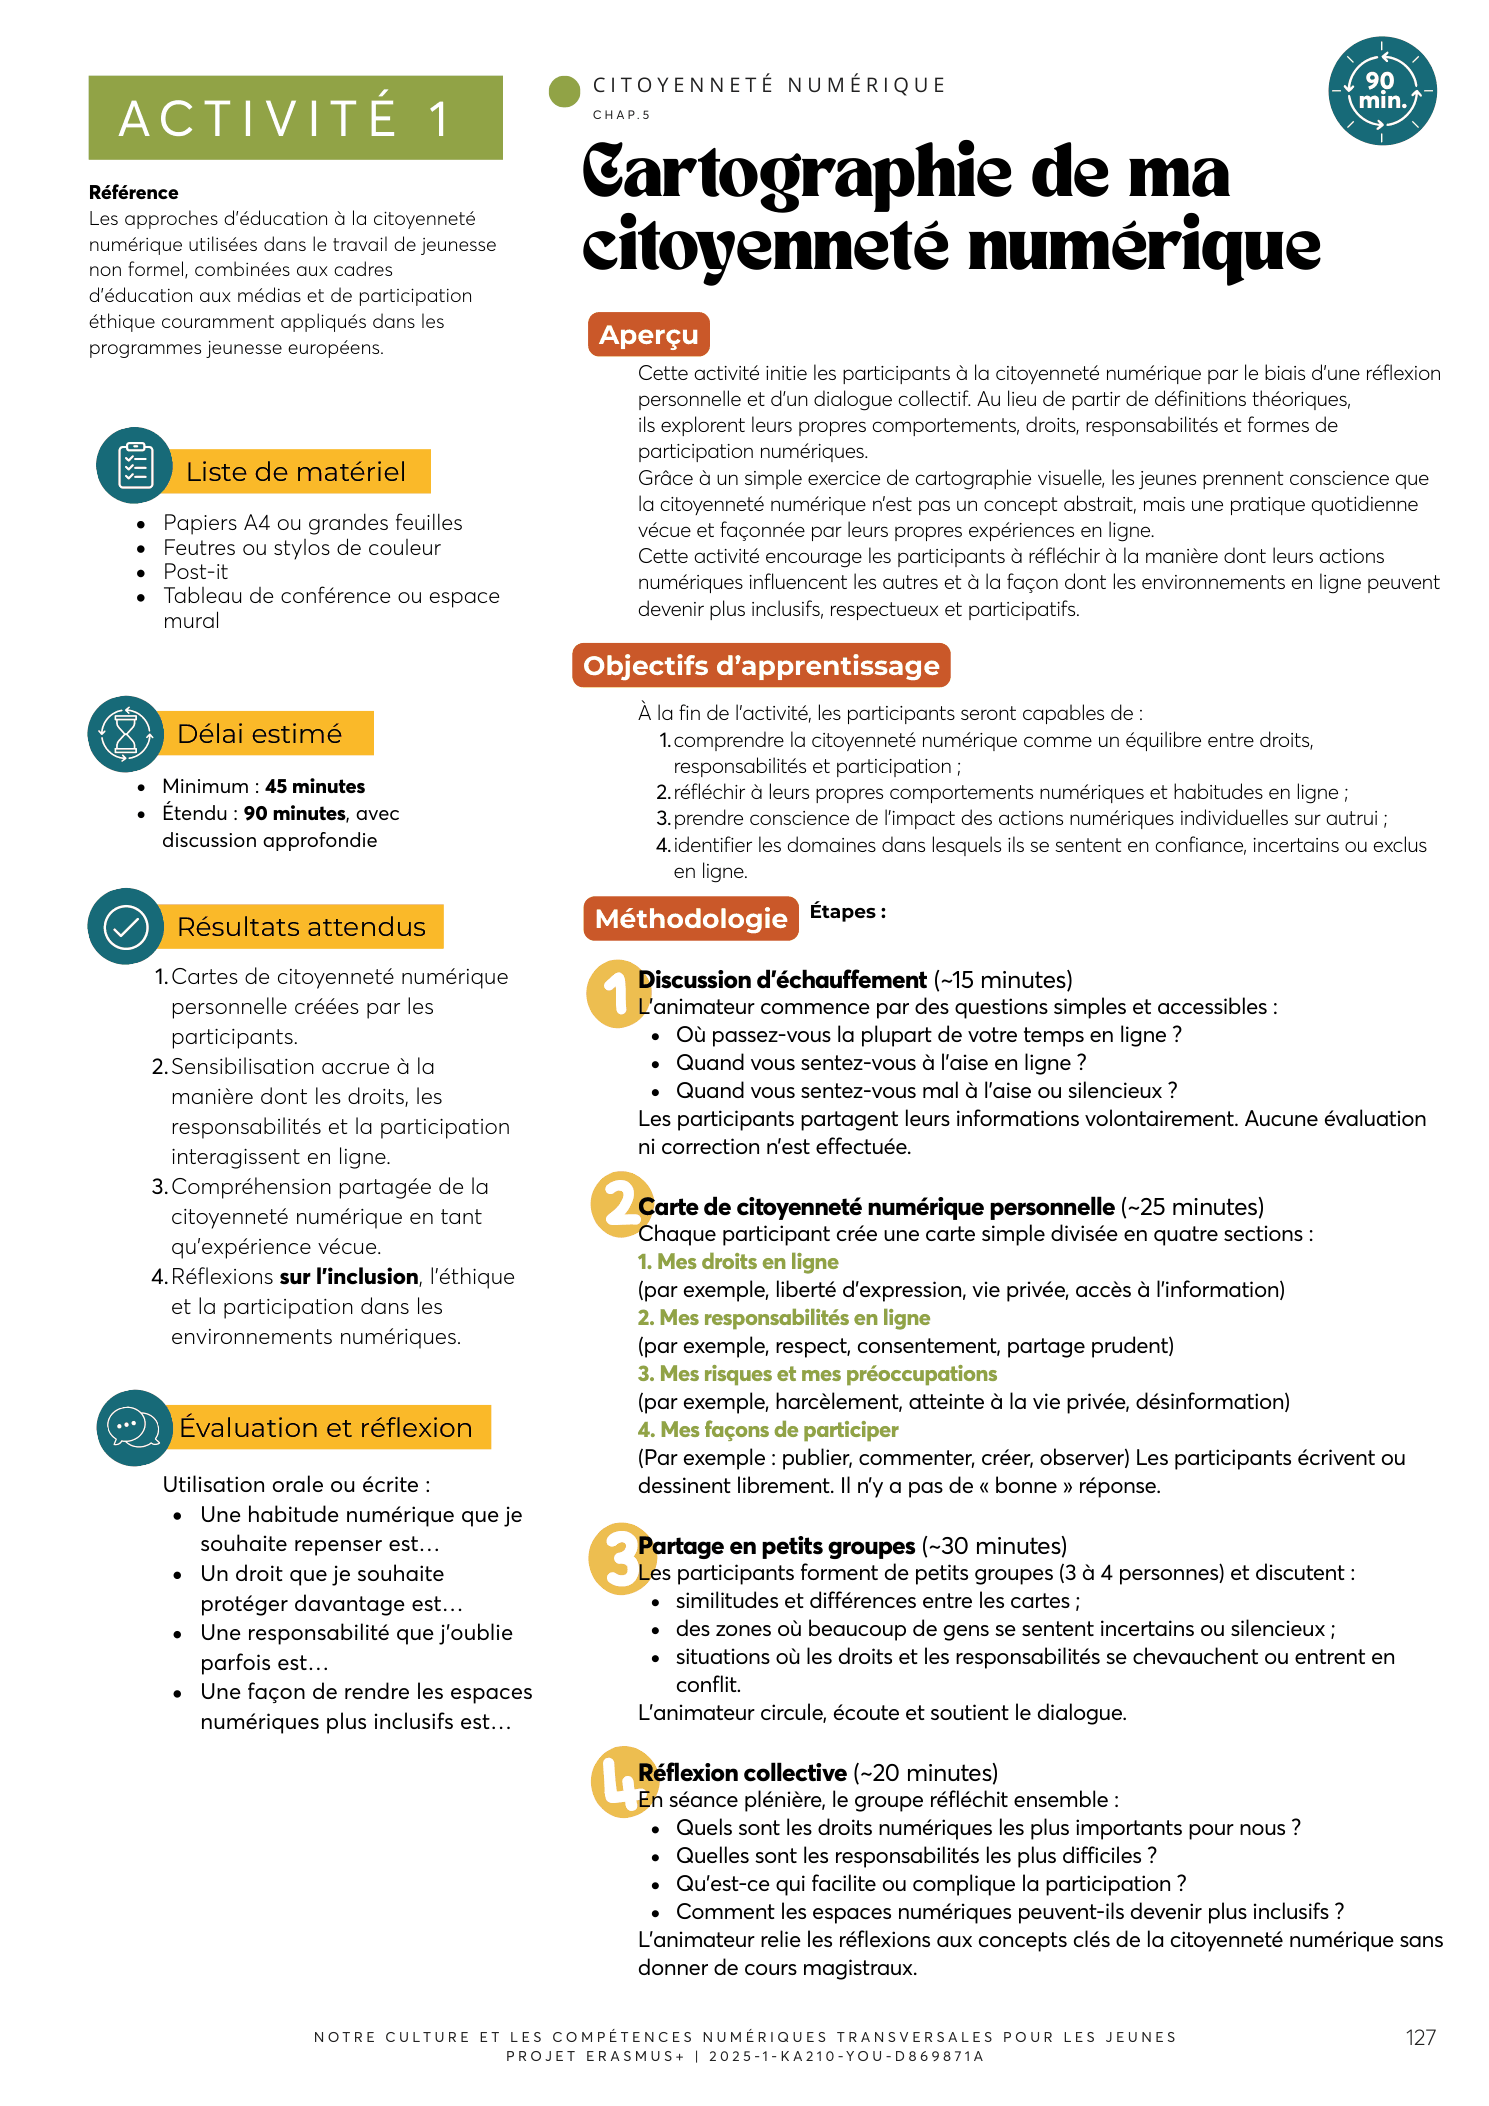 ACTIVITÉ 1
Référence
Les approches d'éducation à la citoyenneté
numérique utilisées dans le travail de jeunesse
non formel, combinées aux cadres
d'éducation aux médias et de participation
éthique couramment appliqués dans les
programmes jeunesse européens.
Liste de matériel
• Papiers A4 ou grandes feuilles
• Feutres ou stylos de couleur
• Post-it
• Tableau de conférence ou espace
mural
Délai estimé
• Minimum : 45 minutes
• Étendu : 90 minutes, avec
discussion approfondie
Résultats attendus
1. Cartes de citoyenneté numérique
personnelle créées par les
participants.
2. Sensibilisation accrue à la
manière dont les droits, les
responsabilités et la participation
interagissent en ligne.
3. Compréhension partagée de la
citoyenneté numérique en tant
qu'expérience vécue.
4. Réflexions sur l'inclusion, l'éthique
et la participation dans les
environnements numériques.
Évaluation et réflexion
Utilisation orale ou écrite :
• Une habitude numérique que je
souhaite repenser est…
• Un droit que je souhaite
protéger davantage est…
• Une responsabilité que j'oublie
parfois est…
• Une façon de rendre les espaces
numériques plus inclusifs est…
CITOYENNETÉ NUMÉRIQUE
CHAP.5
90
min.
Cartographie de ma
citoyenneté numérique
Aperçu
Cette activité initie les participants à la citoyenneté numérique par le biais d'une réflexion
personnelle et d'un dialogue collectif. Au lieu de partir de définitions théoriques,
ils explorent leurs propres comportements, droits, responsabilités et formes de
participation numériques.
Grâce à un simple exercice de cartographie visuelle, les jeunes prennent conscience que
la citoyenneté numérique n'est pas un concept abstrait, mais une pratique quotidienne
vécue et façonnée par leurs propres expériences en ligne.
Cette activité encourage les participants à réfléchir à la manière dont leurs actions
numériques influencent les autres et à la façon dont les environnements en ligne peuvent
devenir plus inclusifs, respectueux et participatifs.
Objectifs d'apprentissage
À la fin de l'activité, les participants seront capables de :
1. comprendre la citoyenneté numérique comme un équilibre entre droits,
responsabilités et participation ;
2. réfléchir à leurs propres comportements numériques et habitudes en ligne ;
3. prendre conscience de l'impact des actions numériques individuelles sur autrui ;
4. identifier les domaines dans lesquels ils se sentent en confiance, incertains ou exclus
en ligne.
Méthodologie Étapes :
1 Discussion d'échauffement (~15 minutes)
L'animateur commence par des questions simples et accessibles :
• Où passez-vous la plupart de votre temps en ligne ?
• Quand vous sentez-vous à l'aise en ligne ?
• Quand vous sentez-vous mal à l'aise ou silencieux ?
Les participants partagent leurs informations volontairement. Aucune évaluation
ni correction n'est effectuée.
2 Carte de citoyenneté numérique personnelle (~25 minutes)
Chaque participant crée une carte simple divisée en quatre sections :
1. Mes droits en ligne
(par exemple, liberté d'expression, vie privée, accès à l'information)
2. Mes responsabilités en ligne
(par exemple, respect, consentement, partage prudent)
3. Mes risques et mes préoccupations
(par exemple, harcèlement, atteinte à la vie privée, désinformation)
4. Mes façons de participer
(Par exemple : publier, commenter, créer, observer) Les participants écrivent ou
dessinent librement. Il n'y a pas de « bonne » réponse.
3 Partage en petits groupes (~30 minutes)
Les participants forment de petits groupes (3 à 4 personnes) et discutent :
• similitudes et différences entre les cartes ;
• des zones où beaucoup de gens se sentent incertains ou silencieux ;
• situations où les droits et les responsabilités se chevauchent ou entrent en
conflit.
L'animateur circule, écoute et soutient le dialogue.
4 Réflexion collective (~20 minutes)
En séance plénière, le groupe réfléchit ensemble :
• Quels sont les droits numériques les plus importants pour nous ?
• Quelles sont les responsabilités les plus difficiles ?
• Qu'est-ce qui facilite ou complique la participation ?
• Comment les espaces numériques peuvent-ils devenir plus inclusifs ?
L'animateur relie les réflexions aux concepts clés de la citoyenneté numérique sans
donner de cours magistraux.
NOTRE CULTURE ET LES COMPÉTENCES NUMÉRIQUES TRANSVERSALES POUR LES JEUNES
PROJET ERASMUS+ | 2025-1-KA210-YOU-D869871A
127